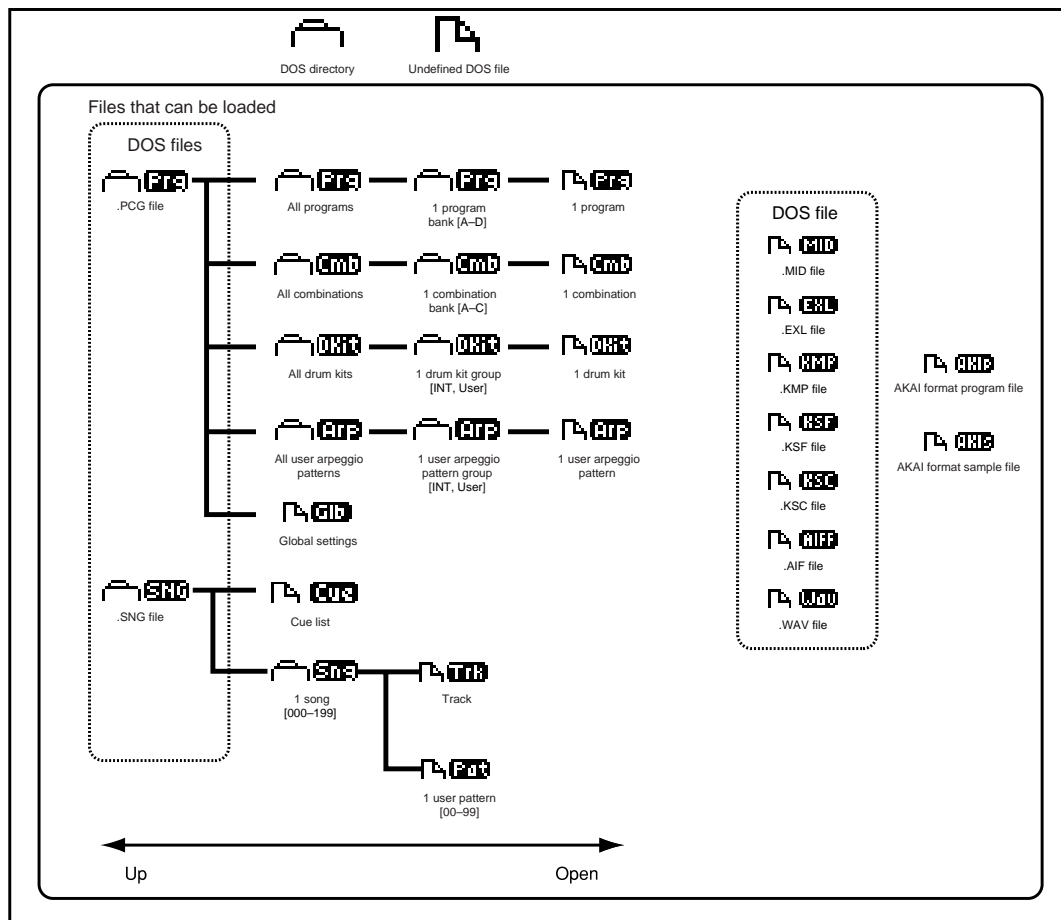 DOS directory
Undefined DOS file
Files that can be loaded
DOS files
Prg
.PCG file
Prg
All programs
Prg
1 program
bank [A–D]
Prg
1 program
Cmb
All combinations
Cmb
1 combination
bank [A–C]
Cmb
1 combination
DKit
All drum kits
DKit
1 drum kit group
[INT, User]
DKit
1 drum kit
Arp
All user arpeggio
patterns
Arp
1 user arpeggio
pattern group
[INT, User]
Arp
1 user arpeggio
pattern
Glb
Global settings
SNG
.SNG file
Cue
Cue list
Sng
1 song
[000–199]
Trk
Track
Pat
1 user pattern
[00–99]
Up
Open
DOS file
MID
.MID file
EXL
.EXL file
KMP
.KMP file
KSF
.KSF file
KSC
.KSC file
AIFF
.AIF file
WAV
.WAV file
AKIP
AKAI format program file
AKIS
AKAI format sample file